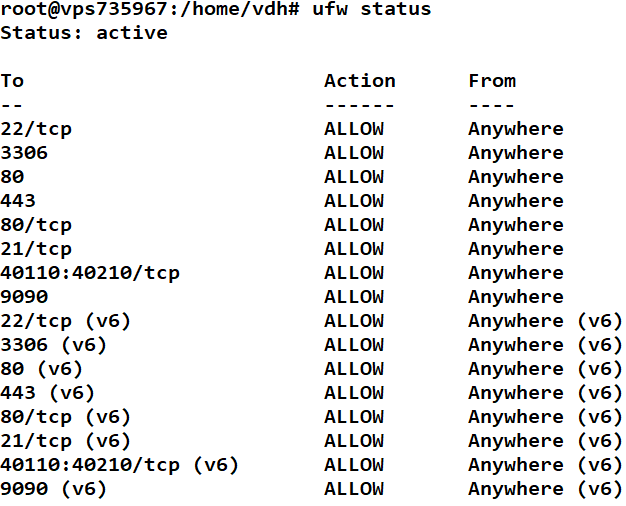 root@vps735967:/home/vdh# ufw status
Status: active

To                         Action      From
--                         ------      ----
22/tcp                     ALLOW       Anywhere
3306                       ALLOW       Anywhere
80                         ALLOW       Anywhere
443                        ALLOW       Anywhere
80/tcp                     ALLOW       Anywhere
21/tcp                     ALLOW       Anywhere
40110:40210/tcp            ALLOW       Anywhere
9090                       ALLOW       Anywhere
22/tcp (v6)                ALLOW       Anywhere (v6)
3306 (v6)                  ALLOW       Anywhere (v6)
80 (v6)                    ALLOW       Anywhere (v6)
443 (v6)                   ALLOW       Anywhere (v6)
80/tcp (v6)                ALLOW       Anywhere (v6)
21/tcp (v6)                ALLOW       Anywhere (v6)
40110:40210/tcp (v6)       ALLOW       Anywhere (v6)
9090 (v6)                  ALLOW       Anywhere (v6)